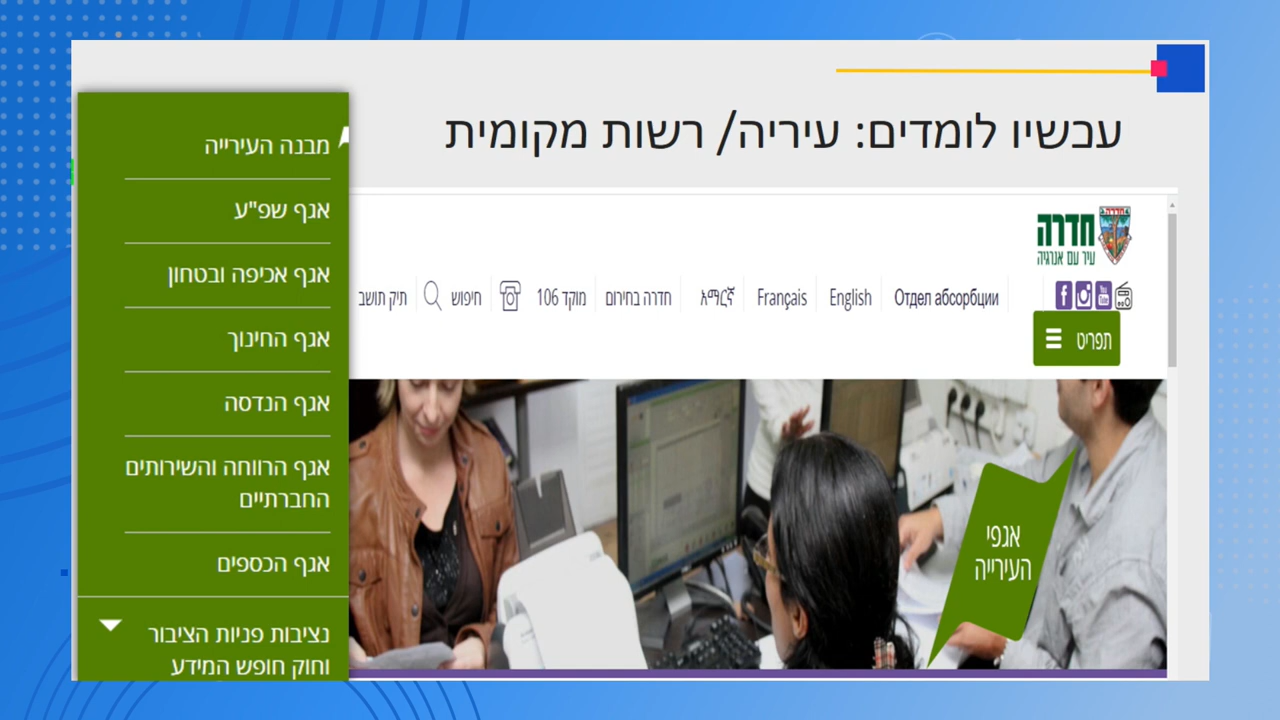 עכשיו לומדים: עיריה/ רשות מקומית
חדרה
עיר עם אנרגיה
Отдел абсорбции
English
Français
አማርኛ
חדרה בחירום
מוקד 106
חיפוש
תיק תושב
תפריט
אגפי
העירייה
מבנה העירייה
אגף שפ"ע
אגף אכיפה ובטחון
אגף החינוך
אגף הנדסה
אגף הרווחה והשירותים
החברתיים
אגף הכספים
נציבות פניות הציבור
וחוק חופש המידע